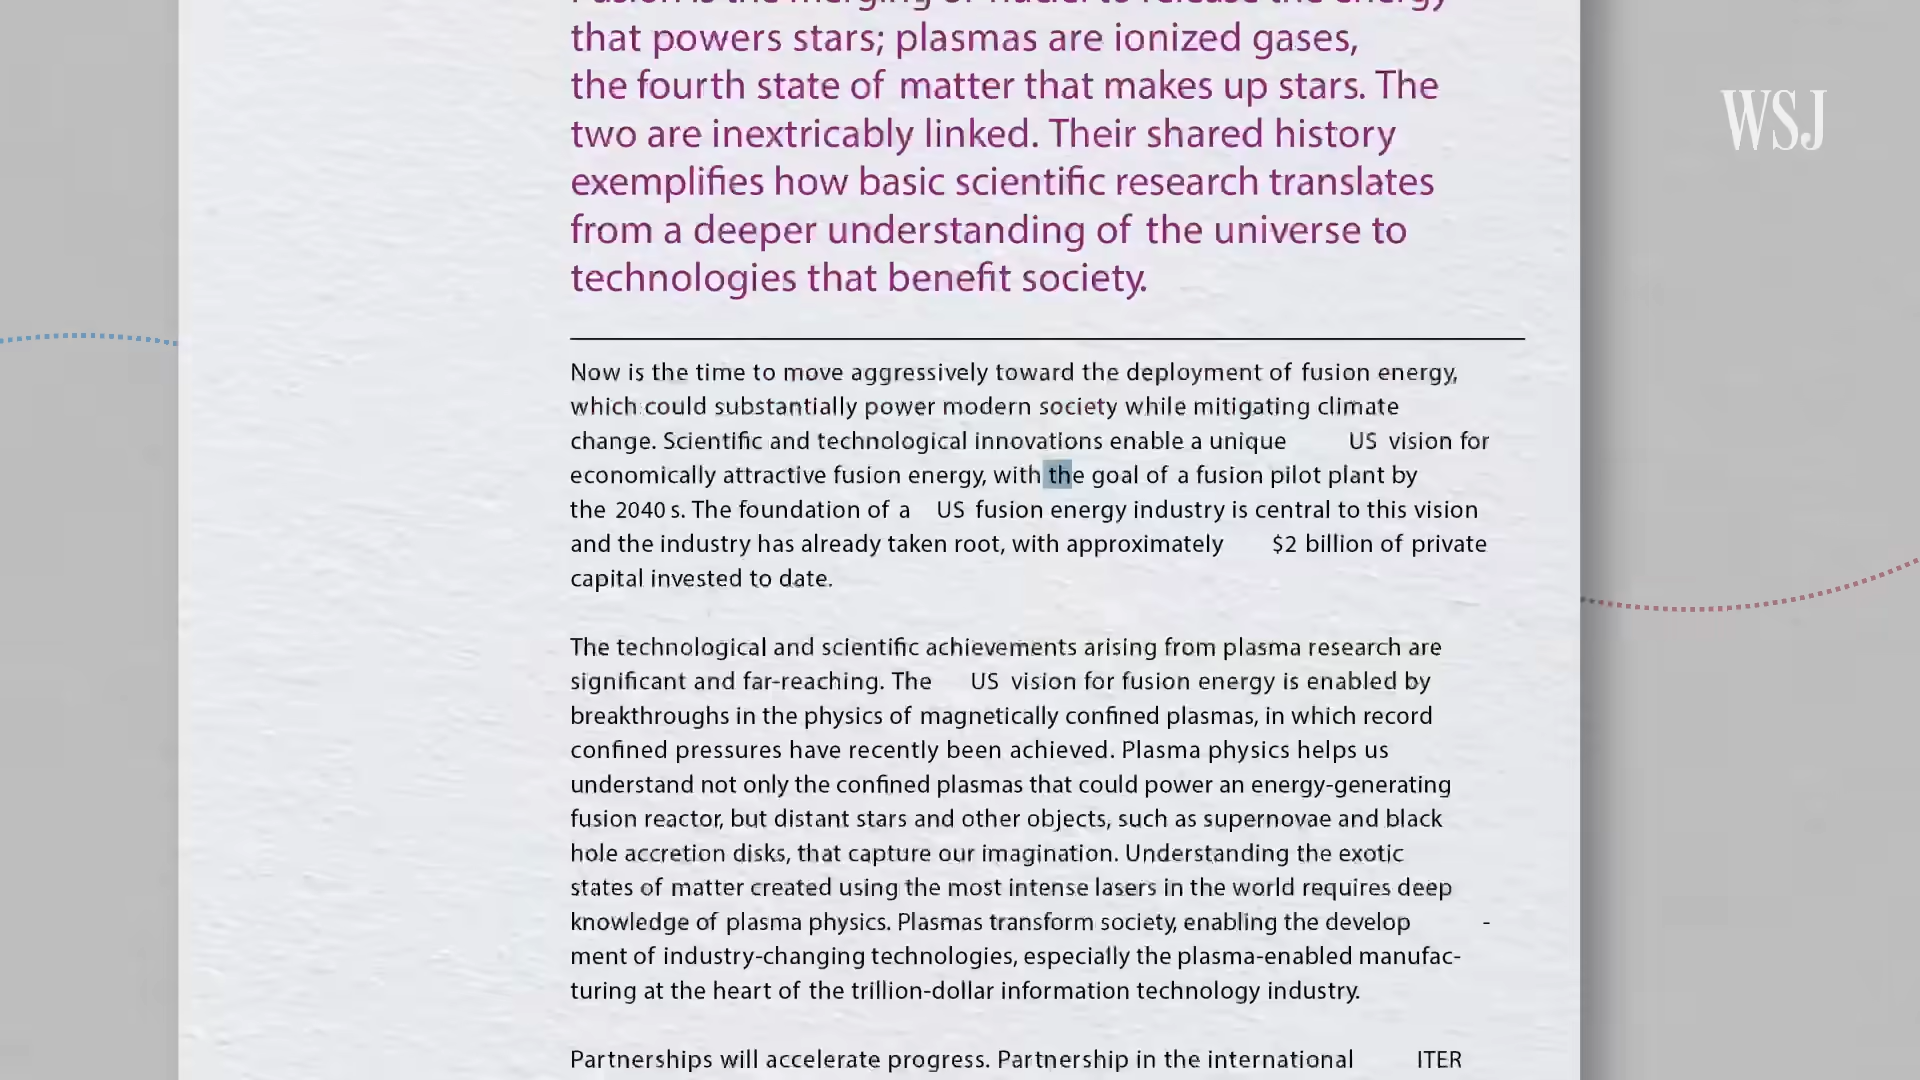 Fusion is the merging of nuclei to release the energy
that powers stars; plasmas are ionized gases,
the fourth state of matter that makes up stars. The
two are inextricably linked. Their shared history
exemplifies how basic scientific research translates
from a deeper understanding of the universe to
technologies that benefit society.
WSJ
Now is the time to move aggressively toward the deployment of fusion energy,
which could substantially power modern society while mitigating climate
change. Scientific and technological innovations enable a unique US vision for
economically attractive fusion energy, with the goal of a fusion pilot plant by
the 2040s. The foundation of a US fusion energy industry is central to this vision
and the industry has already taken root, with approximately $2 billion of private
capital invested to date.
The technological and scientific achievements arising from plasma research are
significant and far-reaching. The US vision for fusion energy is enabled by
breakthroughs in the physics of magnetically confined plasmas, in which record
confined pressures have recently been achieved. Plasma physics helps us
understand not only the confined plasmas that could power an energy-generating
fusion reactor, but distant stars and other objects, such as supernovae and black
hole accretion disks, that capture our imagination. Understanding the exotic
states of matter created using the most intense lasers in the world requires deep
knowledge of plasma physics. Plasmas transform society, enabling the develop-
ment of industry-changing technologies, especially the plasma-enabled manufac-
turing at the heart of the trillion-dollar information technology industry.
Partnerships will accelerate progress. Partnership in the international ITER